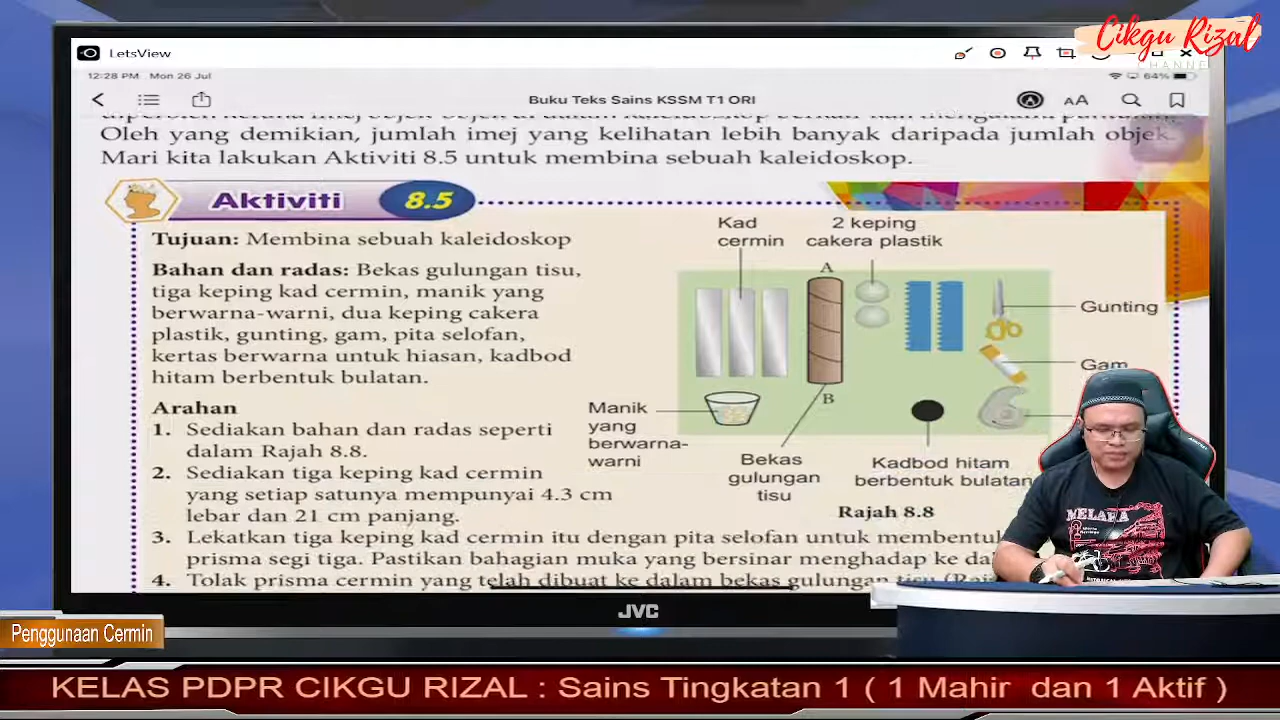 Cikgu Rizal
CHANNEL
LetsView
12:28 PM Mon 26 Jul
64%
Buku Teks Sains KSSM T1 ORI
AA
Oleh yang demikian, jumlah imej yang kelihatan lebih banyak daripada jumlah objek.
Mari kita lakukan Aktiviti 8.5 untuk membina sebuah kaleidoskop.
Aktiviti 8.5
Tujuan: Membina sebuah kaleidoskop
Bahan dan radas: Bekas gulungan tisu,
tiga keping kad cermin, manik yang
berwarna-warni, dua keping cakera
plastik, gunting, gam, pita selofan,
kertas berwarna untuk hiasan, kadbod
hitam berbentuk bulatan.
Arahan
1. Sediakan bahan dan radas seperti
dalam Rajah 8.8.
2. Sediakan tiga keping kad cermin
yang setiap satunya mempunyai 4.3 cm
lebar dan 21 cm panjang.
3. Lekatkan tiga keping kad cermin itu dengan pita selofan untuk membentu
prisma segi tiga. Pastikan bahagian muka yang bersinar menghadap ke da
4. Tolak prisma cermin yang telah dibuat ke dalam bekas gulungan tisu (Raj
Kad
cermin
2 keping
cakera plastik
A
Gunting
Gam
B
Manik
yang
berwarna-
warni
Bekas
gulungan
tisu
Kadbod hitam
berbentuk bulatan
Rajah 8.8
MELAKA
JVC
Penggunaan Cermin
KELAS PDPR CIKGU RIZAL : Sains Tingkatan 1 ( 1 Mahir dan 1 Aktif )